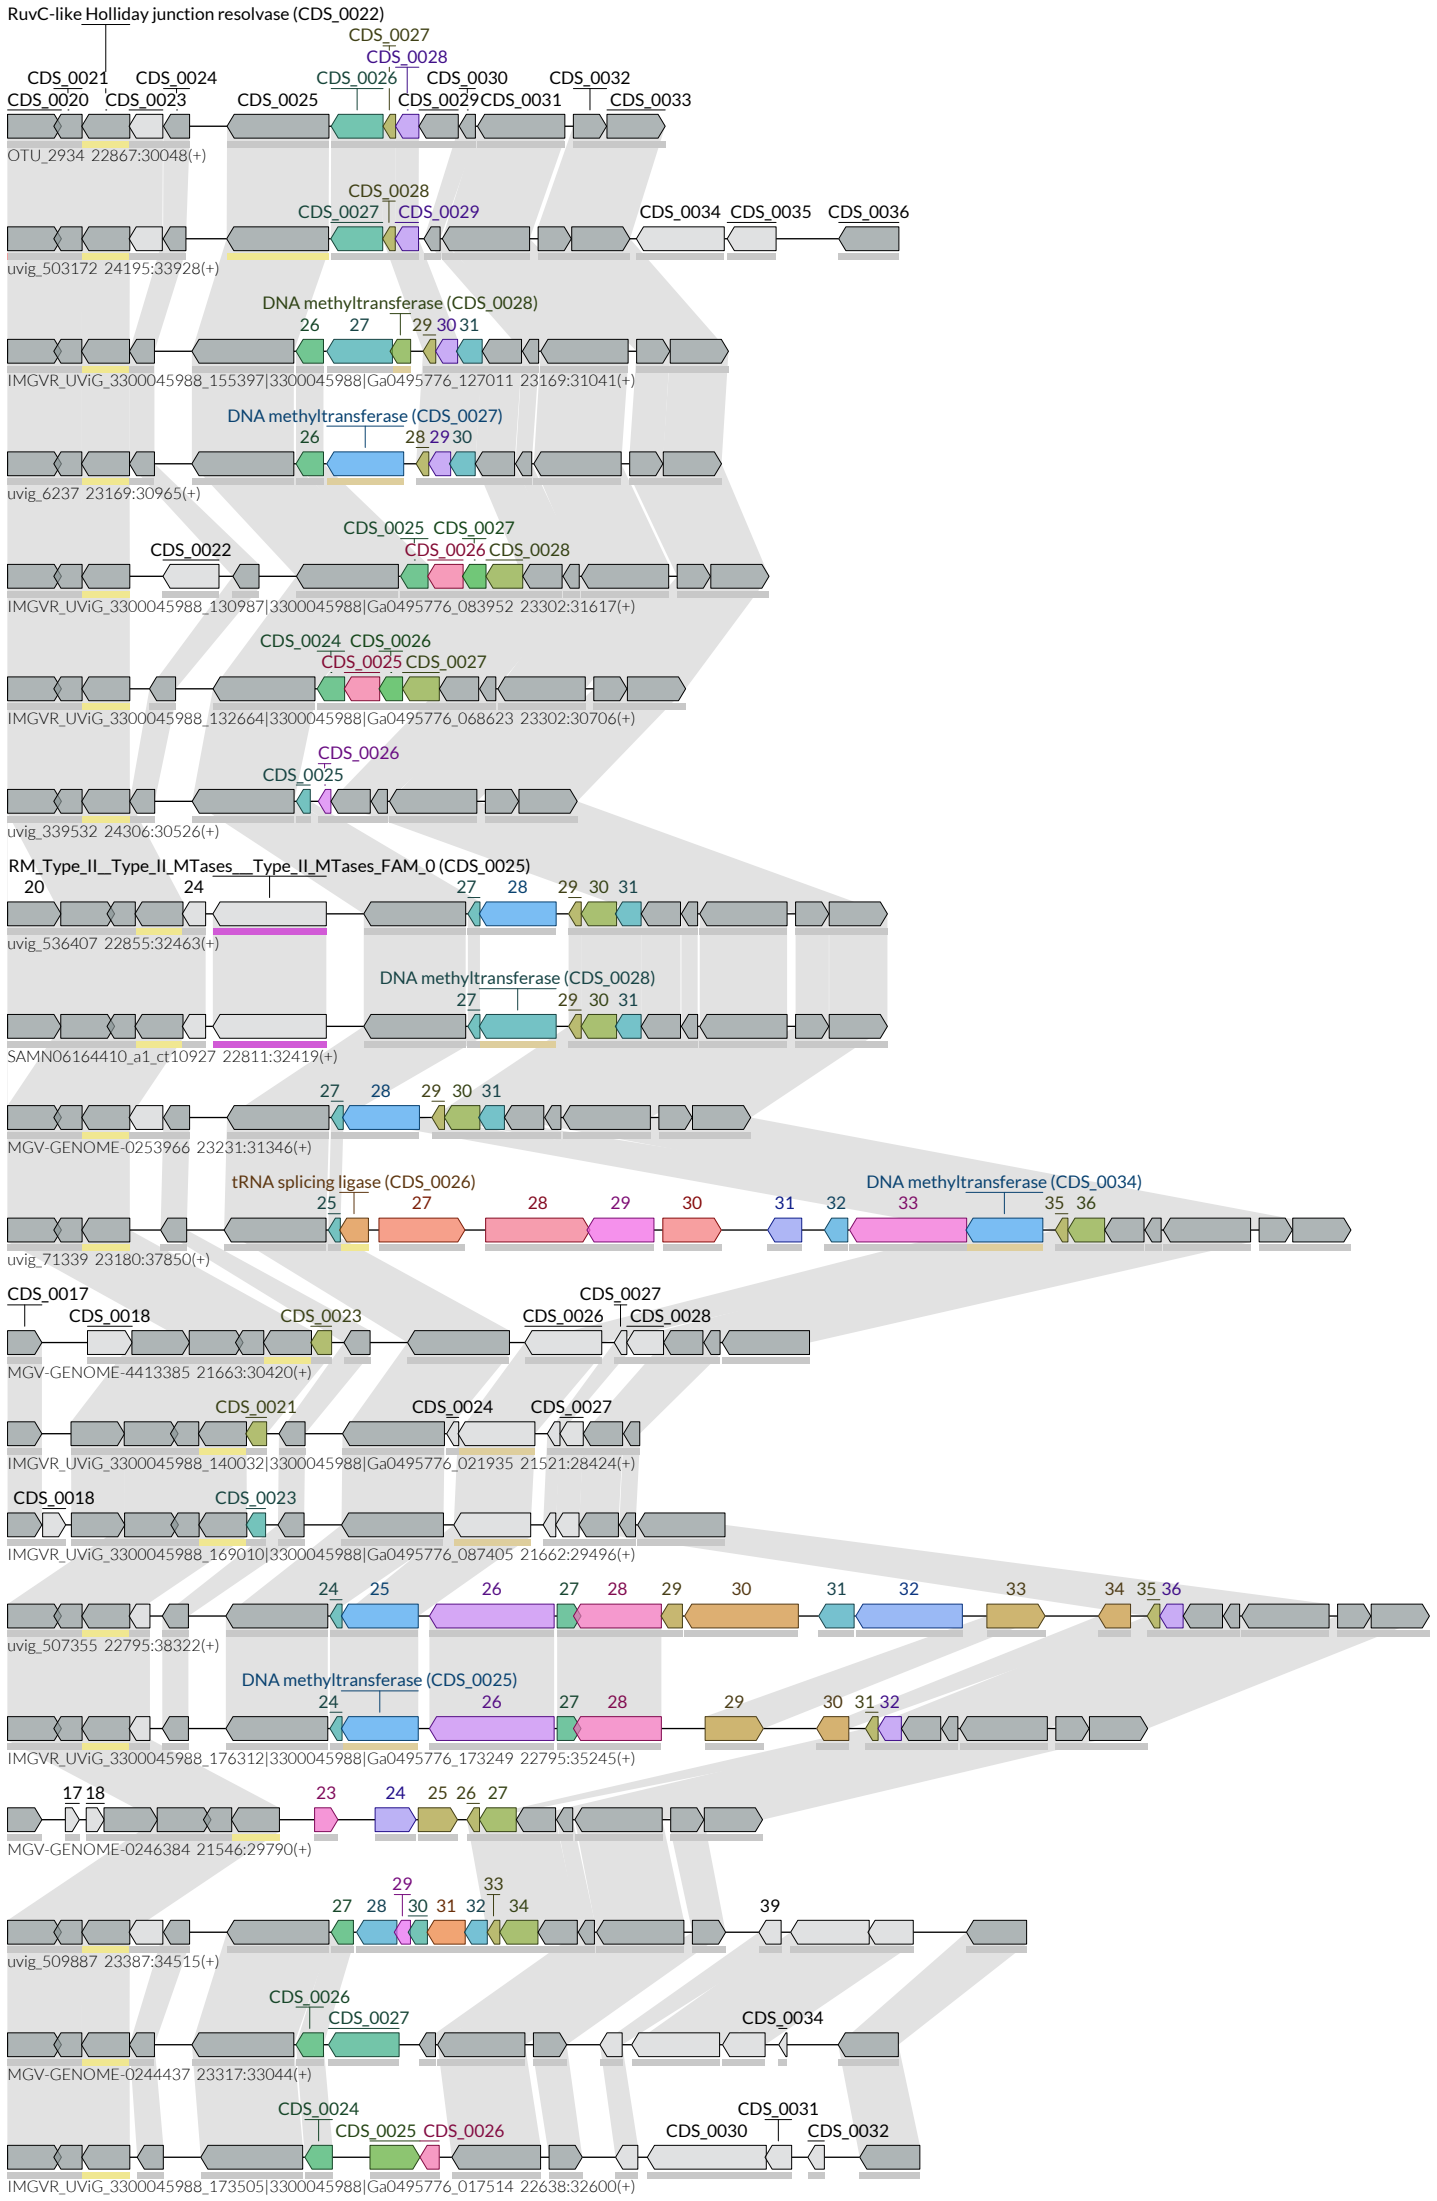 RuvC-like Holliday junction resolvase (CDS_0022)
CDS_0027
CDS_0028
CDS_0021 CDS_0024 CDS_0026 CDS_0030 CDS_0032
CDS_0020 CDS_0023 CDS_0025 CDS_0029 CDS_0031 CDS_0033
OTU_2934 22867:30048(+)
CDS_0028
CDS_0027 CDS_0029 CDS_0034 CDS_0035 CDS_0036
uvig_503172 24195:33928(+)
DNA methyltransferase (CDS_0028)
26 27 29 30 31
IMGVR_UViG_3300045988_155397|3300045988|Ga0495776_127011 23169:31041(+)
DNA methyltransferase (CDS_0027)
26 28 29 30
uvig_6237 23169:30965(+)
CDS_0025 CDS_0027
CDS_0022 CDS_0026 CDS_0028
IMGVR_UViG_3300045988_130987|3300045988|Ga0495776_083952 23302:31617(+)
CDS_0024 CDS_0026
CDS_0025 CDS_0027
IMGVR_UViG_3300045988_132664|3300045988|Ga0495776_068623 23302:30706(+)
CDS_0026
CDS_0025
uvig_339532 24306:30526(+)
RM_Type_II__Type_II_MTases__Type_II_MTases_FAM_0 (CDS_0025)
20 24 27 28 29 30 31
uvig_536407 22855:32463(+)
DNA methyltransferase (CDS_0028)
27 29 30 31
SAMN06164410_a1_ct10927 22811:32419(+)
27 28 29 30 31
MGV-GENOME-0253966 23231:31346(+)
tRNA splicing ligase (CDS_0026) DNA methyltransferase (CDS_0034)
25 27 28 29 30 31 32 33 35 36
uvig_71339 23180:37850(+)
CDS_0017 CDS_0027
CDS_0018 CDS_0023 CDS_0026 CDS_0028
MGV-GENOME-4413385 21663:30420(+)
CDS_0021 CDS_0024 CDS_0027
IMGVR_UViG_3300045988_140032|3300045988|Ga0495776_021935 21521:28424(+)
CDS_0018 CDS_0023
IMGVR_UViG_3300045988_169010|3300045988|Ga0495776_087405 21662:29496(+)
24 25 26 27 28 29 30 31 32 33 34 35 36
uvig_507355 22795:38322(+)
DNA methyltransferase (CDS_0025)
24 26 27 28 29 30 31 32
IMGVR_UViG_3300045988_176312|3300045988|Ga0495776_173249 22795:35245(+)
17 18 23 24 25 26 27
MGV-GENOME-0246384 21546:29790(+)
29 33
27 28 30 31 32 34 39
uvig_509887 23387:34515(+)
CDS_0026
CDS_0027 CDS_0034
MGV-GENOME-0244437 23317:33044(+)
CDS_0024 CDS_0031
CDS_0025 CDS_0026 CDS_0030 CDS_0032
IMGVR_UViG_3300045988_173505|3300045988|Ga0495776_017514 22638:32600(+)